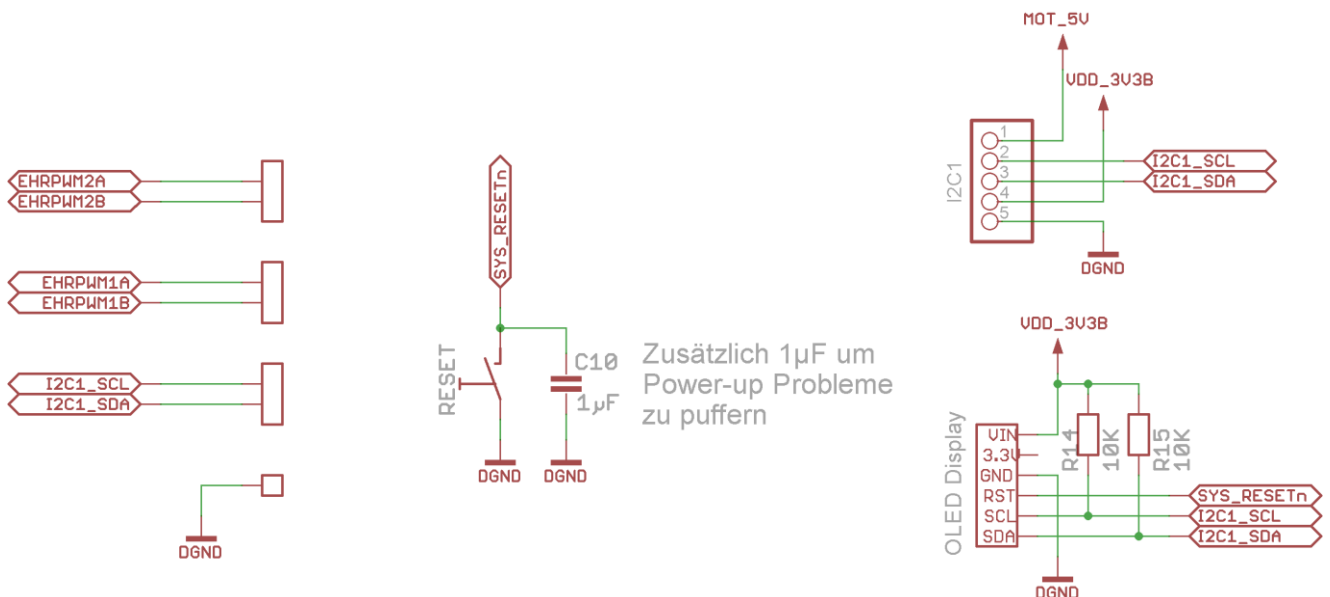 EHRPWM2A
EHRPWM2B
EHRPWM1A
EHRPWM1B
I2C1_SCL
I2C1_SDA
DGND
SYS_RESETn
RESET
C10
1µF
DGND
DGND
Zusätzlich 1µF um
Power-up Probleme
zu puffern
MOT_5V
VDD_3V3B
I2C1
1
2
3
4
5
I2C1_SCL
I2C1_SDA
DGND
VDD_3V3B
OLED Display
VIN
3.3V
GND
RST
SCL
SDA
R14
10K
R15
10K
SYS_RESETn
I2C1_SCL
I2C1_SDA
DGND